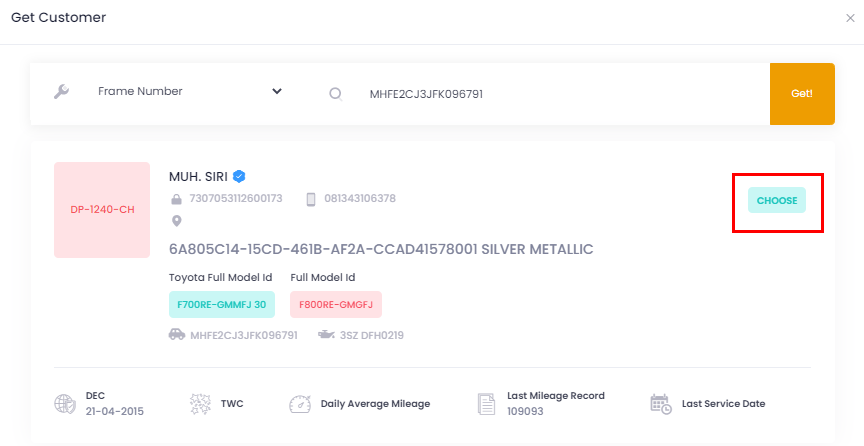 Get Customer
Frame Number
MHFE2CJ3JFK096791
Get!
DP-1240-CH
MUH. SIRI
7307053112600173
081343106378
CHOOSE
6A805C14-15CD-461B-AF2A-CCAD41578001 SILVER METALLIC
Toyota Full Model Id
Full Model Id
F700RE-GMMFJ 30
F800RE-GMGFJ
MHFE2CJ3JFK096791
3SZ DFH0219
DEC
21-04-2015
TWC
Daily Average Mileage
Last Mileage Record
109093
Last Service Date